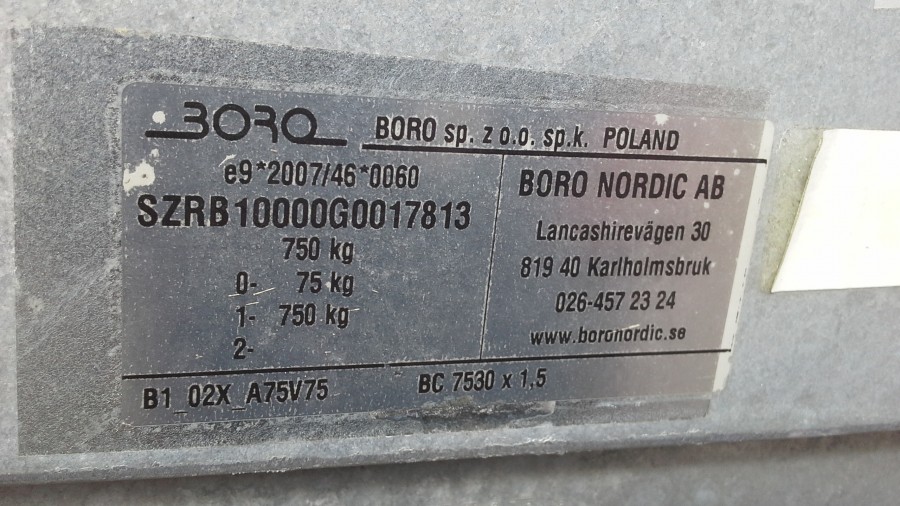 BORO BORO sp. z o.o. sp.k. POLAND
e9*2007/46*0060
SZRB10000G0017813
750 kg
0- 75 kg
1- 750 kg
2-
BORO NORDIC AB
Lancashirevägen 30
819 40 Karlholmsbruk
026-457 23 24
www.boronordic.se
B1_02X_A75V75 BC 7530 x 1,5